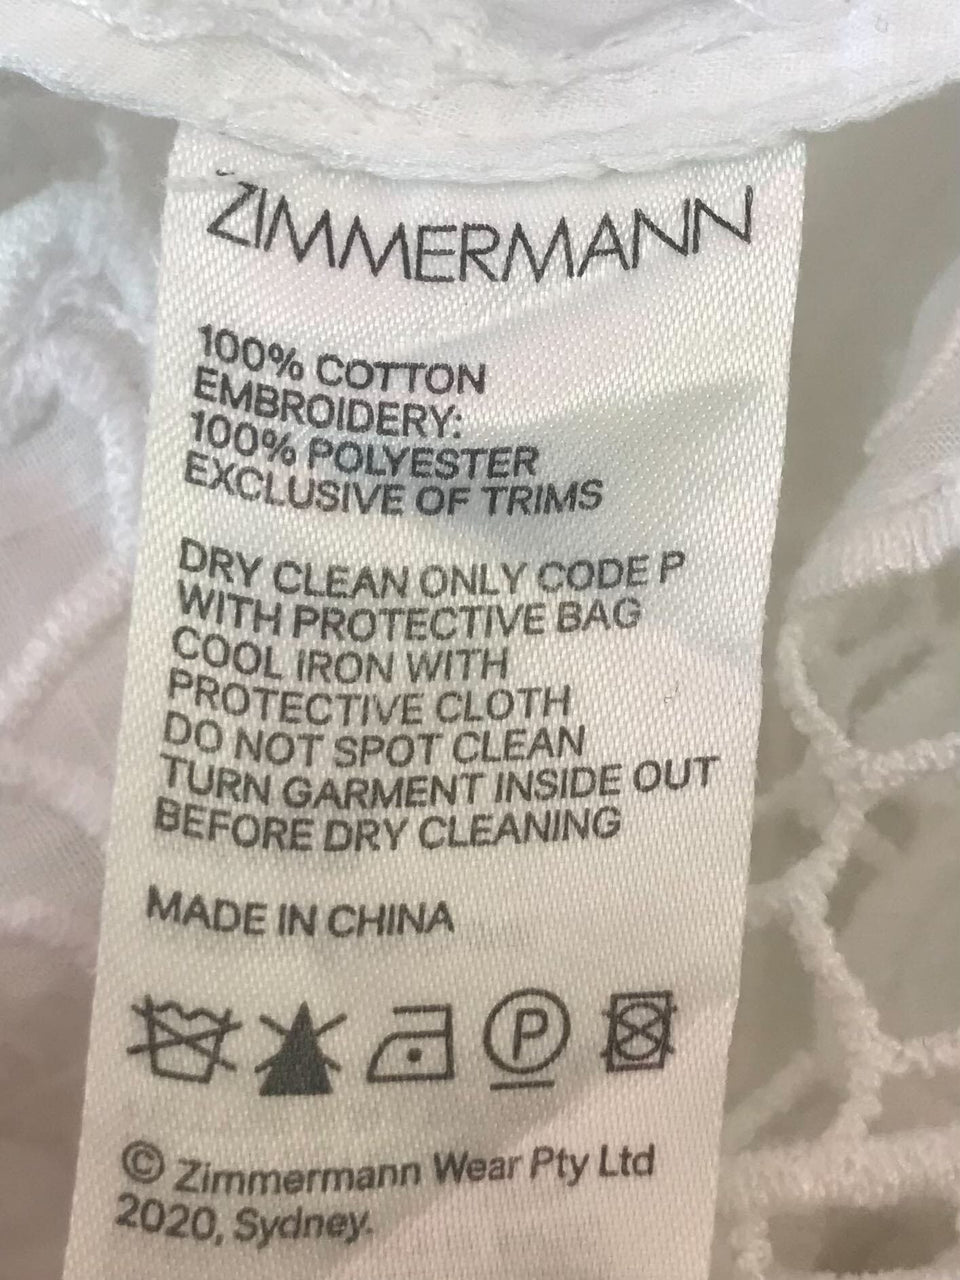 ZIMMERMANN
100% COTTON
EMBROIDERY:
100% POLYESTER
EXCLUSIVE OF TRIMS
DRY CLEAN ONLY CODE P
WITH PROTECTIVE BAG
COOL IRON WITH
PROTECTIVE CLOTH
DO NOT SPOT CLEAN
TURN GARMENT INSIDE OUT
BEFORE DRY CLEANING
MADE IN CHINA
P
© Zimmermann Wear Pty Ltd
2020, Sydney.